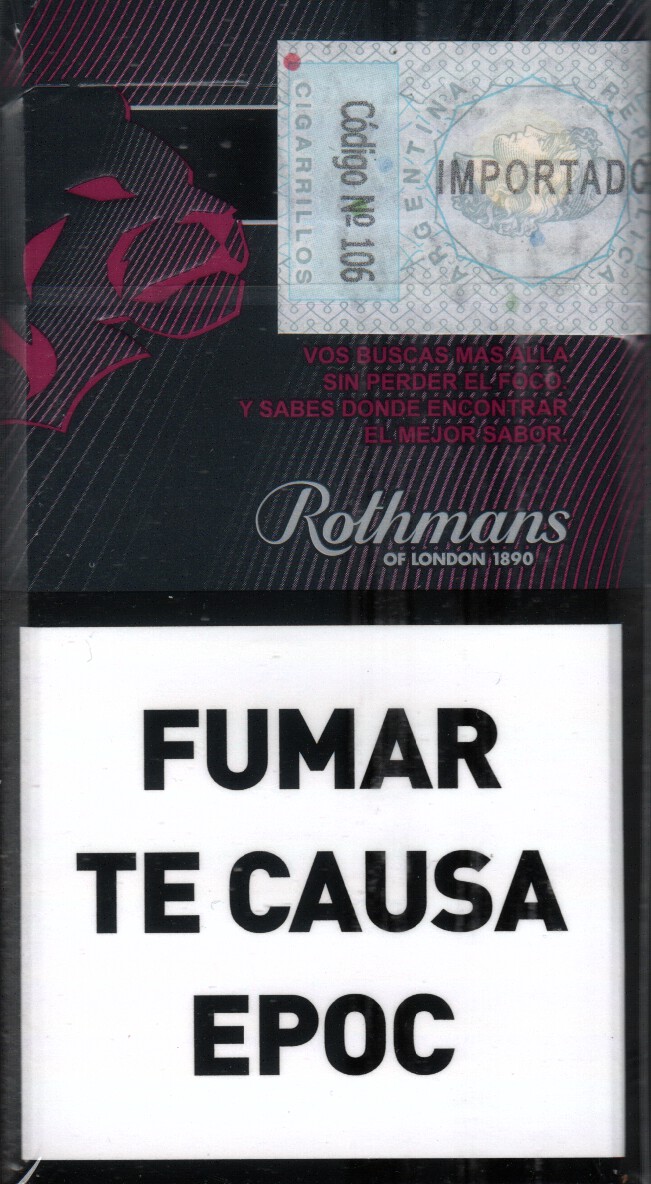 CIGARRILLOS
Código Nº 106
REPUBLICA ARGENTINA
IMPORTADO
VOS BUSCAS MAS ALLA
SIN PERDER EL FOCO.
Y SABES DONDE ENCONTRAR
EL MEJOR SABOR.
Rothmans
OF LONDON 1890
FUMAR
TE CAUSA
EPOC